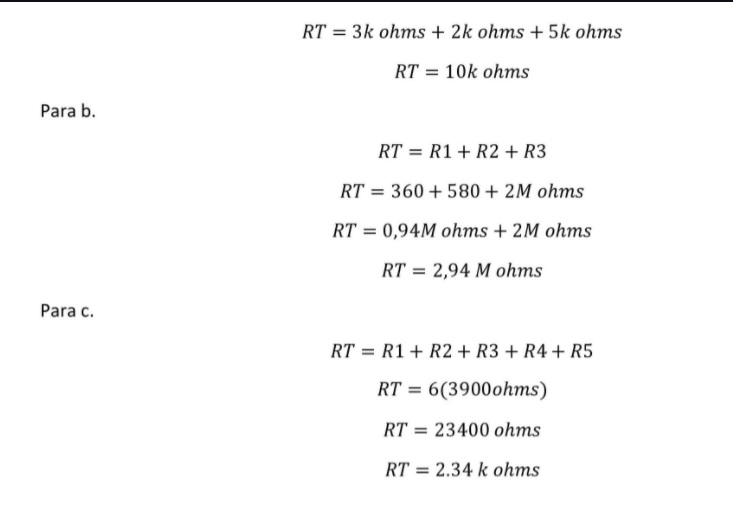 RT = 3k ohms + 2k ohms + 5k ohms
RT = 10k ohms
Para b.
RT = R1 + R2 + R3
RT = 360 + 580 + 2M ohms
RT = 0,94M ohms + 2M ohms
RT = 2,94 M ohms
Para c.
RT = R1 + R2 + R3 + R4 + R5
RT = 6(3900ohms)
RT = 23400 ohms
RT = 2.34 k ohms